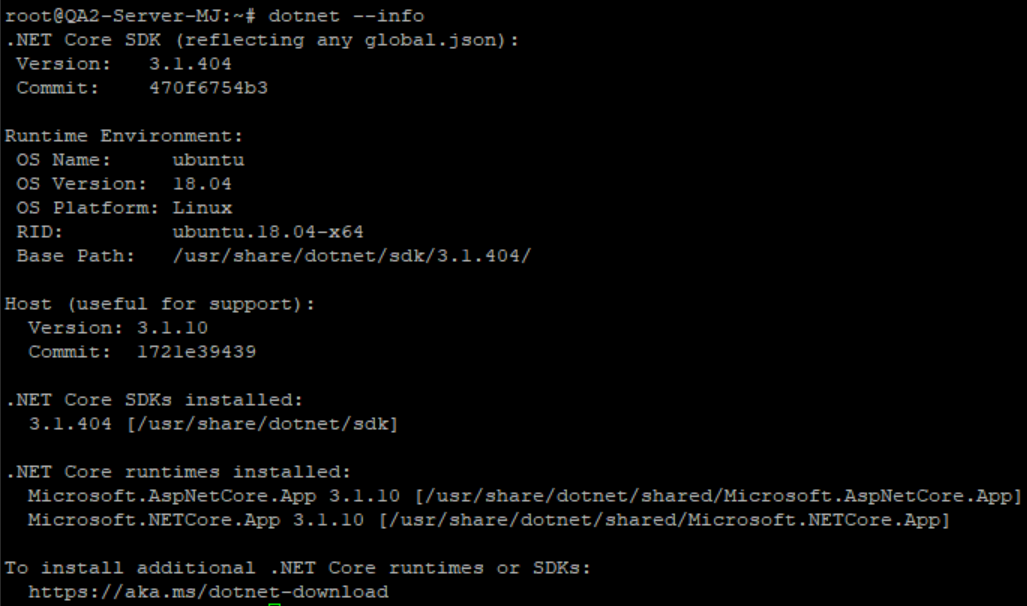 root@QA2-Server-MJ:~# dotnet --info
.NET Core SDK (reflecting any global.json):
 Version:   3.1.404
 Commit:    470f6754b3

Runtime Environment:
 OS Name:     ubuntu
 OS Version:  18.04
 OS Platform: Linux
 RID:         ubuntu.18.04-x64
 Base Path:   /usr/share/dotnet/sdk/3.1.404/

Host (useful for support):
  Version: 3.1.10
  Commit:  1721e39439

.NET Core SDKs installed:
  3.1.404 [/usr/share/dotnet/sdk]

.NET Core runtimes installed:
  Microsoft.AspNetCore.App 3.1.10 [/usr/share/dotnet/shared/Microsoft.AspNetCore.App]
  Microsoft.NETCore.App 3.1.10 [/usr/share/dotnet/shared/Microsoft.NETCore.App]

To install additional .NET Core runtimes or SDKs:
  https://aka.ms/dotnet-download